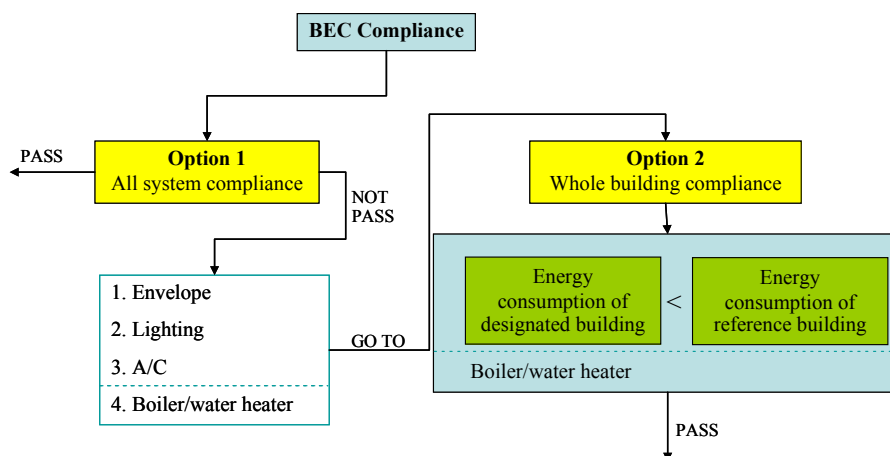 BEC Compliance
PASS
Option 1
All system compliance
NOT
PASS
1. Envelope
2. Lighting
3. A/C
4. Boiler/water heater
GO TO
Option 2
Whole building compliance
Energy
consumption of
designated building
<
Energy
consumption of
reference building
Boiler/water heater
PASS